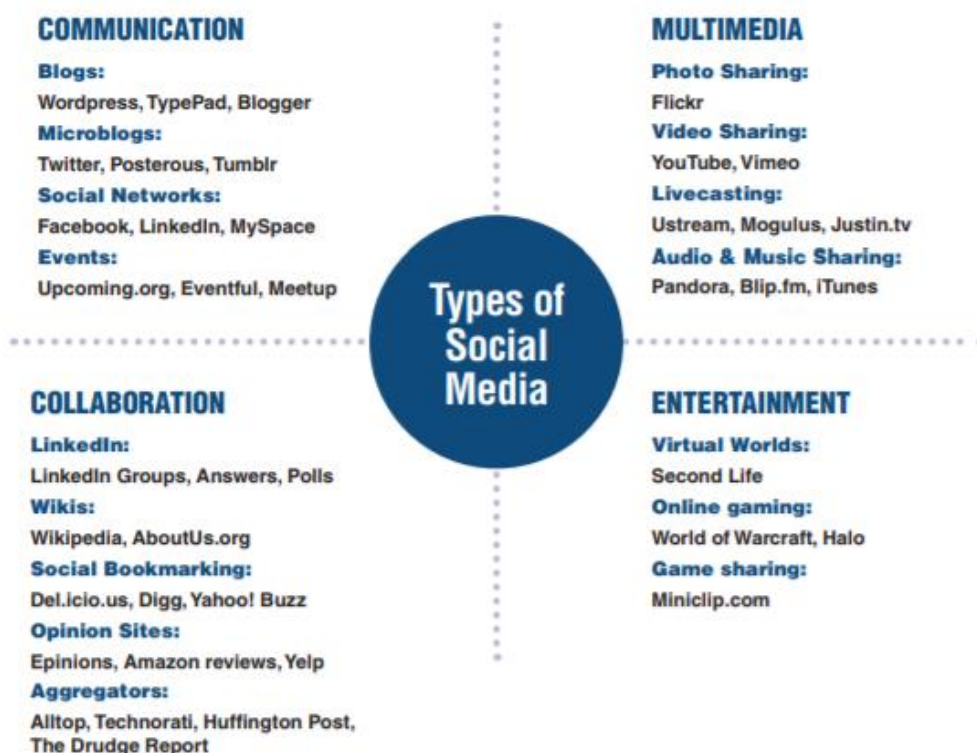 COMMUNICATION
Blogs:
Wordpress, TypePad, Blogger
Microblogs:
Twitter, Posterous, Tumblr
Social Networks:
Facebook, LinkedIn, MySpace
Events:
Upcoming.org, Eventful, Meetup
MULTIMEDIA
Photo Sharing:
Flickr
Video Sharing:
YouTube, Vimeo
Livecasting:
Ustream, Mogulus, Justin.tv
Audio & Music Sharing:
Pandora, Blip.fm, iTunes
Types of
Social
Media
COLLABORATION
LinkedIn:
LinkedIn Groups, Answers, Polls
Wikis:
Wikipedia, AboutUs.org
Social Bookmarking:
Del.icio.us, Digg, Yahoo! Buzz
Opinion Sites:
Epinions, Amazon reviews, Yelp
Aggregators:
Alltop, Technorati, Huffington Post,
The Drudge Report
ENTERTAINMENT
Virtual Worlds:
Second Life
Online gaming:
World of Warcraft, Halo
Game sharing:
Miniclip.com